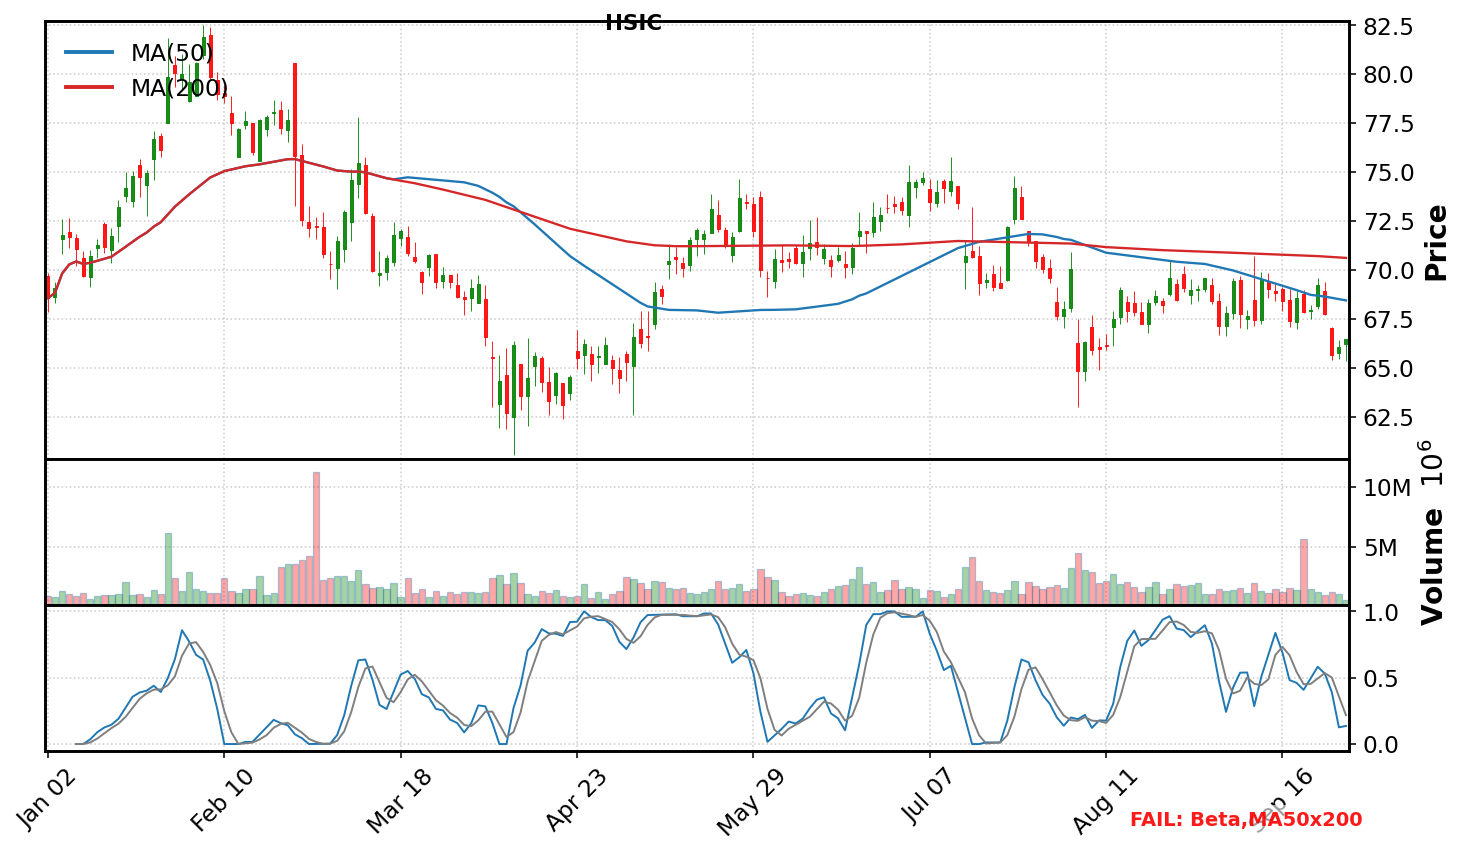 HSIC
MA(50)
MA(200)
82.5
80.0
77.5
75.0
72.5
70.0
67.5
65.0
62.5
Price
10M
5M
Volume 10^6
1.0
0.5
0.0
Jan 02
Feb 10
Mar 18
Apr 23
May 29
Jul 07
Aug 11
Sep 16
FAIL: Beta,MA50x200